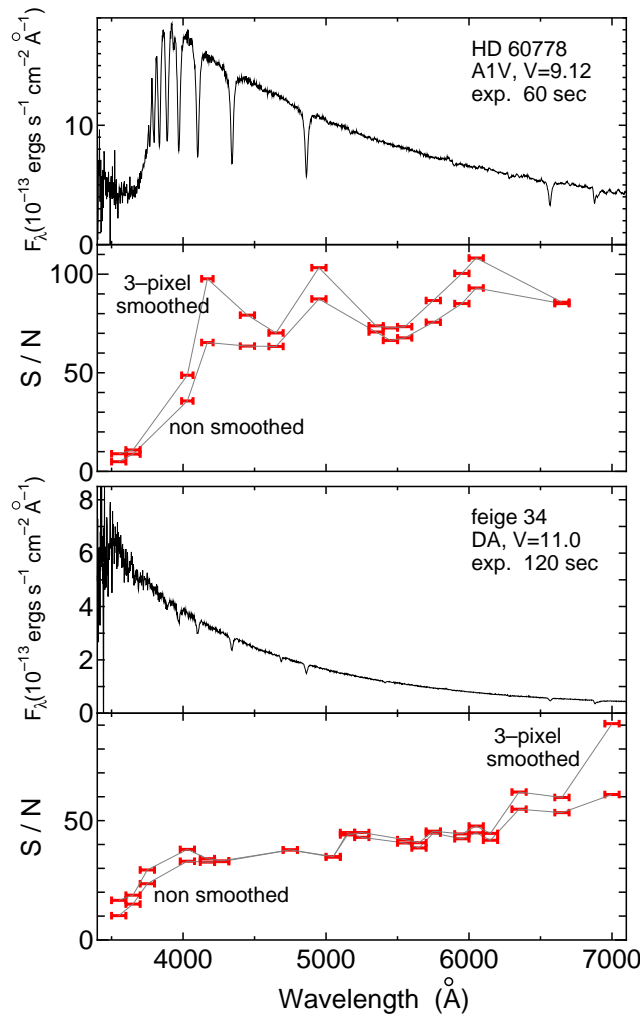 HD 60778
A1V, V=9.12
exp. 60 sec
10
0
F_λ(10⁻¹³ ergs s⁻¹ cm⁻² Å⁻¹)
100
50
0
S / N
3–pixel
smoothed
non smoothed
8
6
4
2
0
F_λ(10⁻¹³ ergs s⁻¹ cm⁻² Å⁻¹)
feige 34
DA, V=11.0
exp. 120 sec
50
0
S / N
3–pixel
smoothed
non smoothed
4000 5000 6000 7000
Wavelength (Å)